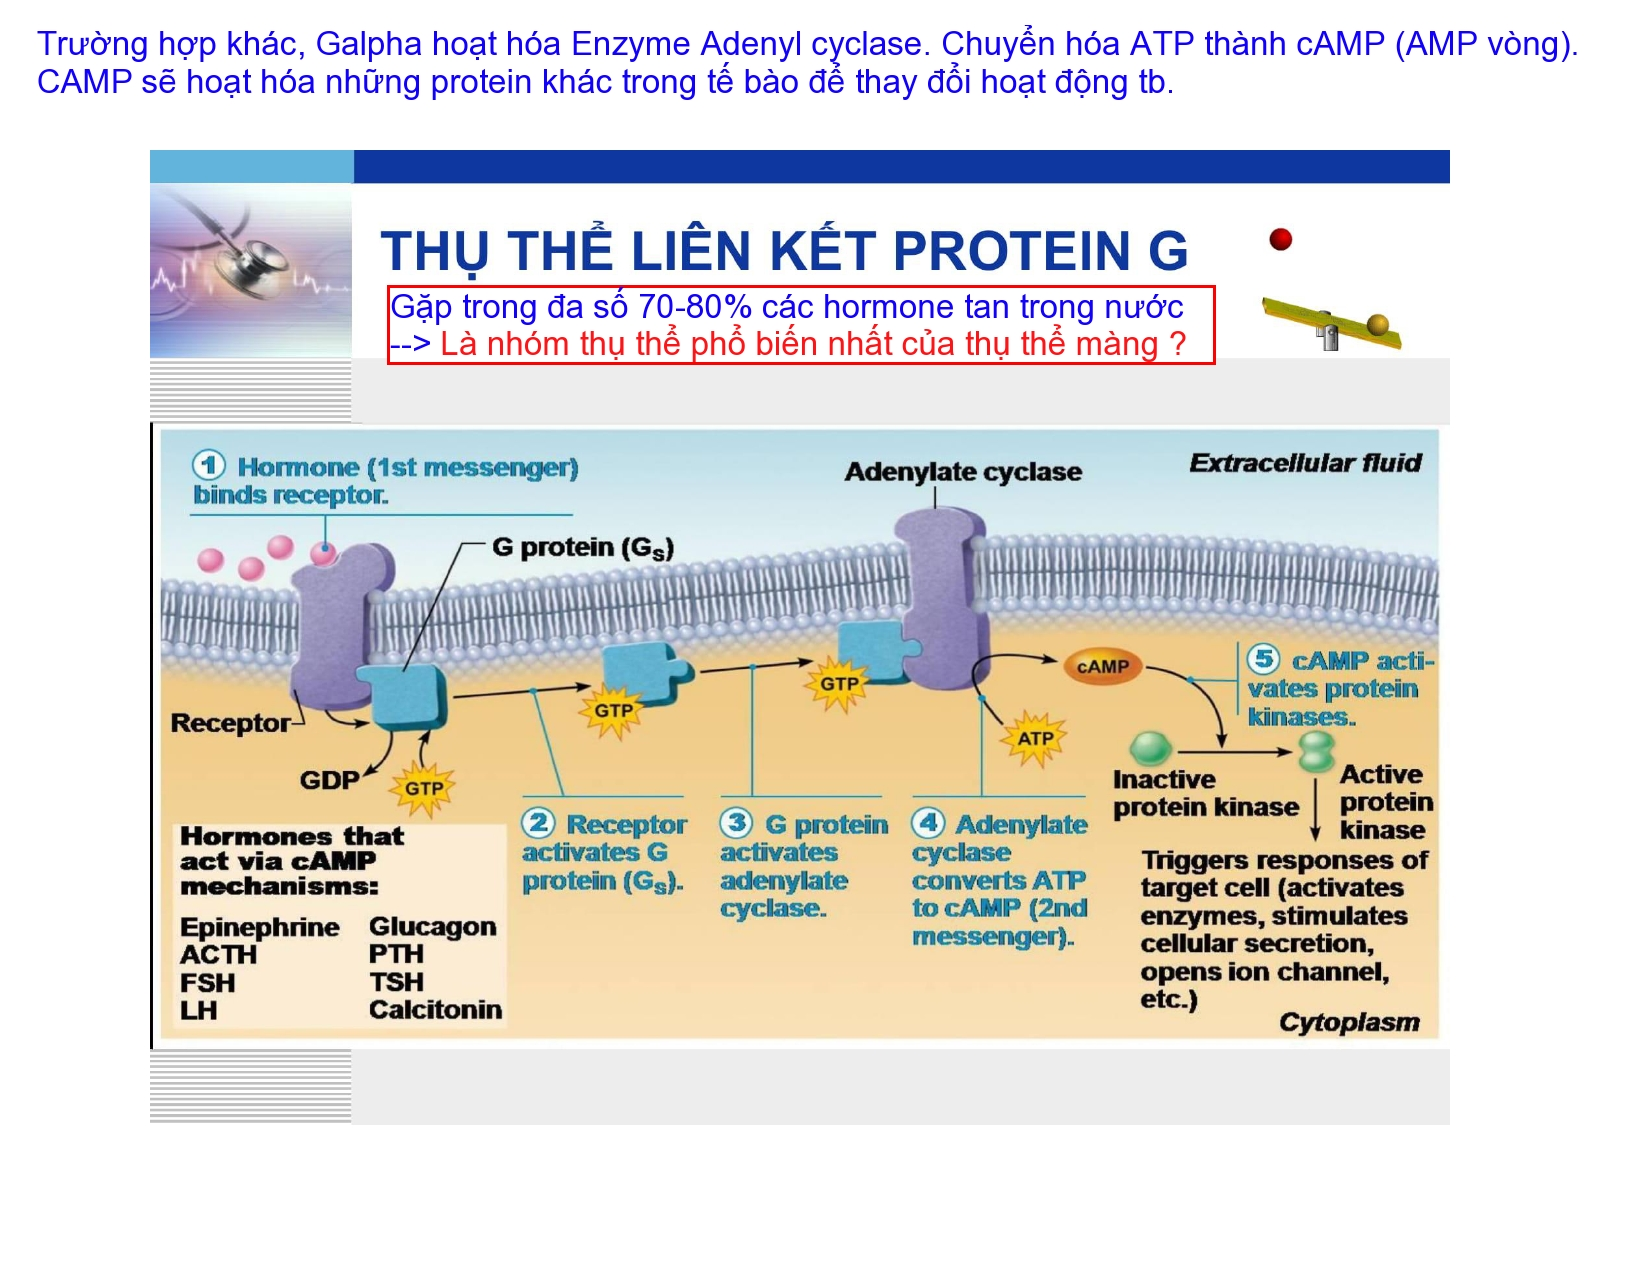 Trường hợp khác, Galpha hoạt hóa Enzyme Adenyl cyclase. Chuyển hóa ATP thành cAMP (AMP vòng).
CAMP sẽ hoạt hóa những protein khác trong tế bào để thay đổi hoạt động tb.
THỤ THỂ LIÊN KẾT PROTEIN G
Gặp trong đa số 70-80% các hormone tan trong nước
--> Là nhóm thụ thể phổ biến nhất của thụ thể màng ?
1 Hormone (1st messenger)
binds receptor.
Adenylate cyclase
Extracellular fluid
G protein (Gs)
Receptor
GDP
GTP
GTP
GTP
ATP
cAMP
5 cAMP acti-
vates protein
kinases.
Inactive
protein kinase
Active
protein
kinase
2 Receptor
activates G
protein (Gs).
3 G protein
activates
adenylate
cyclase.
4 Adenylate
cyclase
converts ATP
to cAMP (2nd
messenger).
Triggers responses of
target cell (activates
enzymes, stimulates
cellular secretion,
opens ion channel,
etc.)
Hormones that
act via cAMP
mechanisms:
Epinephrine Glucagon
ACTH PTH
FSH TSH
LH Calcitonin
Cytoplasm